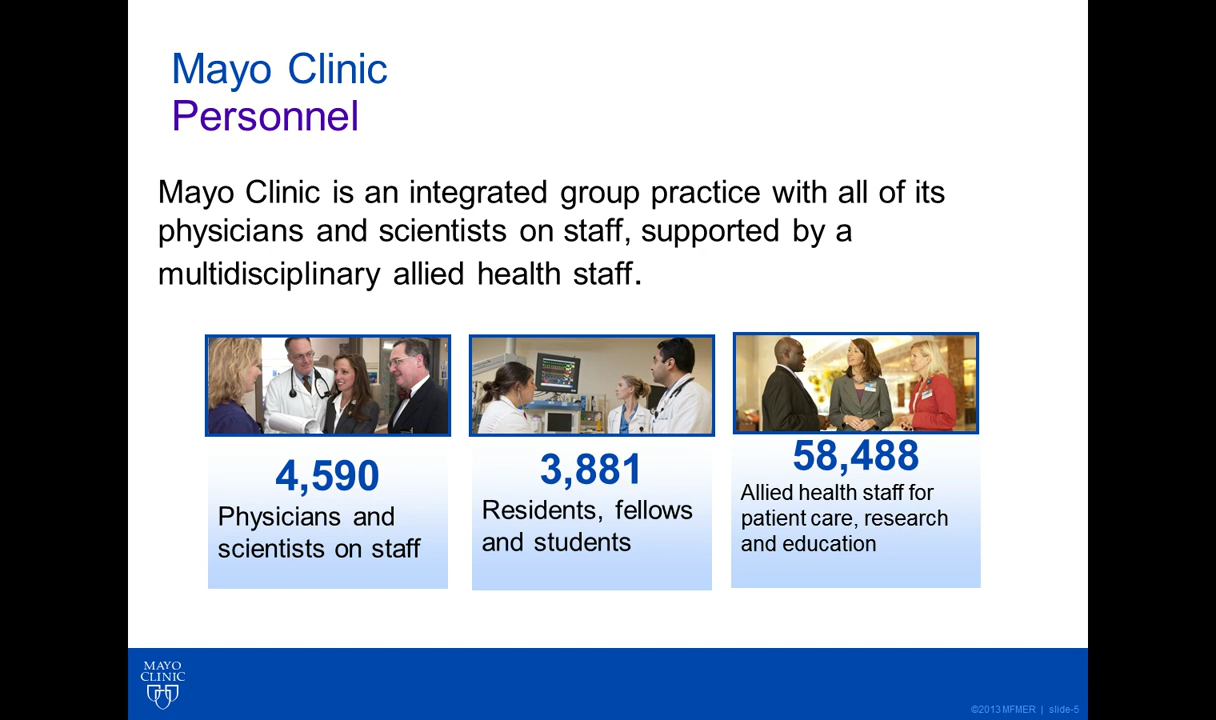 Mayo Clinic
Personnel
Mayo Clinic is an integrated group practice with all of its
physicians and scientists on staff, supported by a
multidisciplinary allied health staff.
4,590
Physicians and
scientists on staff
3,881
Residents, fellows
and students
58,488
Allied health staff for
patient care, research
and education
MAYO
CLINIC
©2013 MFMER | slide-5